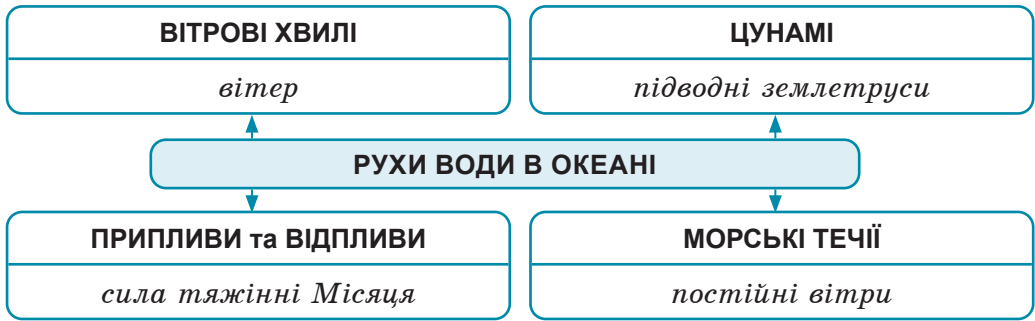 ВІТРОВІ ХВИЛІ
вітер
ЦУНАМІ
підводні землетруси
РУХИ ВОДИ В ОКЕАНІ
ПРИПЛИВИ та ВІДПЛИВИ
сила тяжінні Місяця
МОРСЬКІ ТЕЧІЇ
постійні вітри